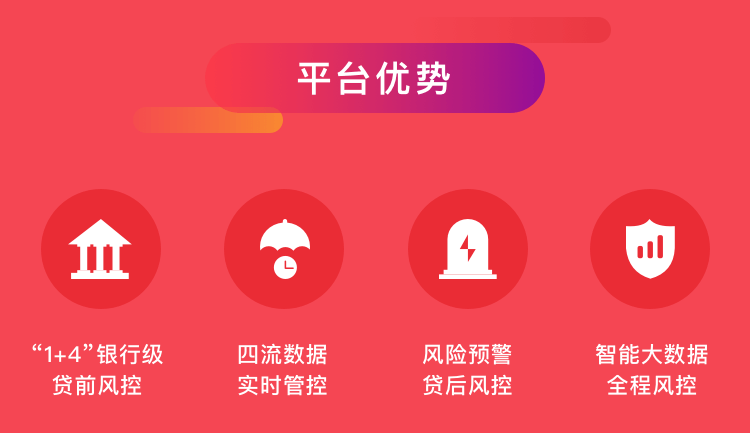 平台优势
“1+4”银行级
贷前风控
四流数据
实时管控
风险预警
贷后风控
智能大数据
全程风控